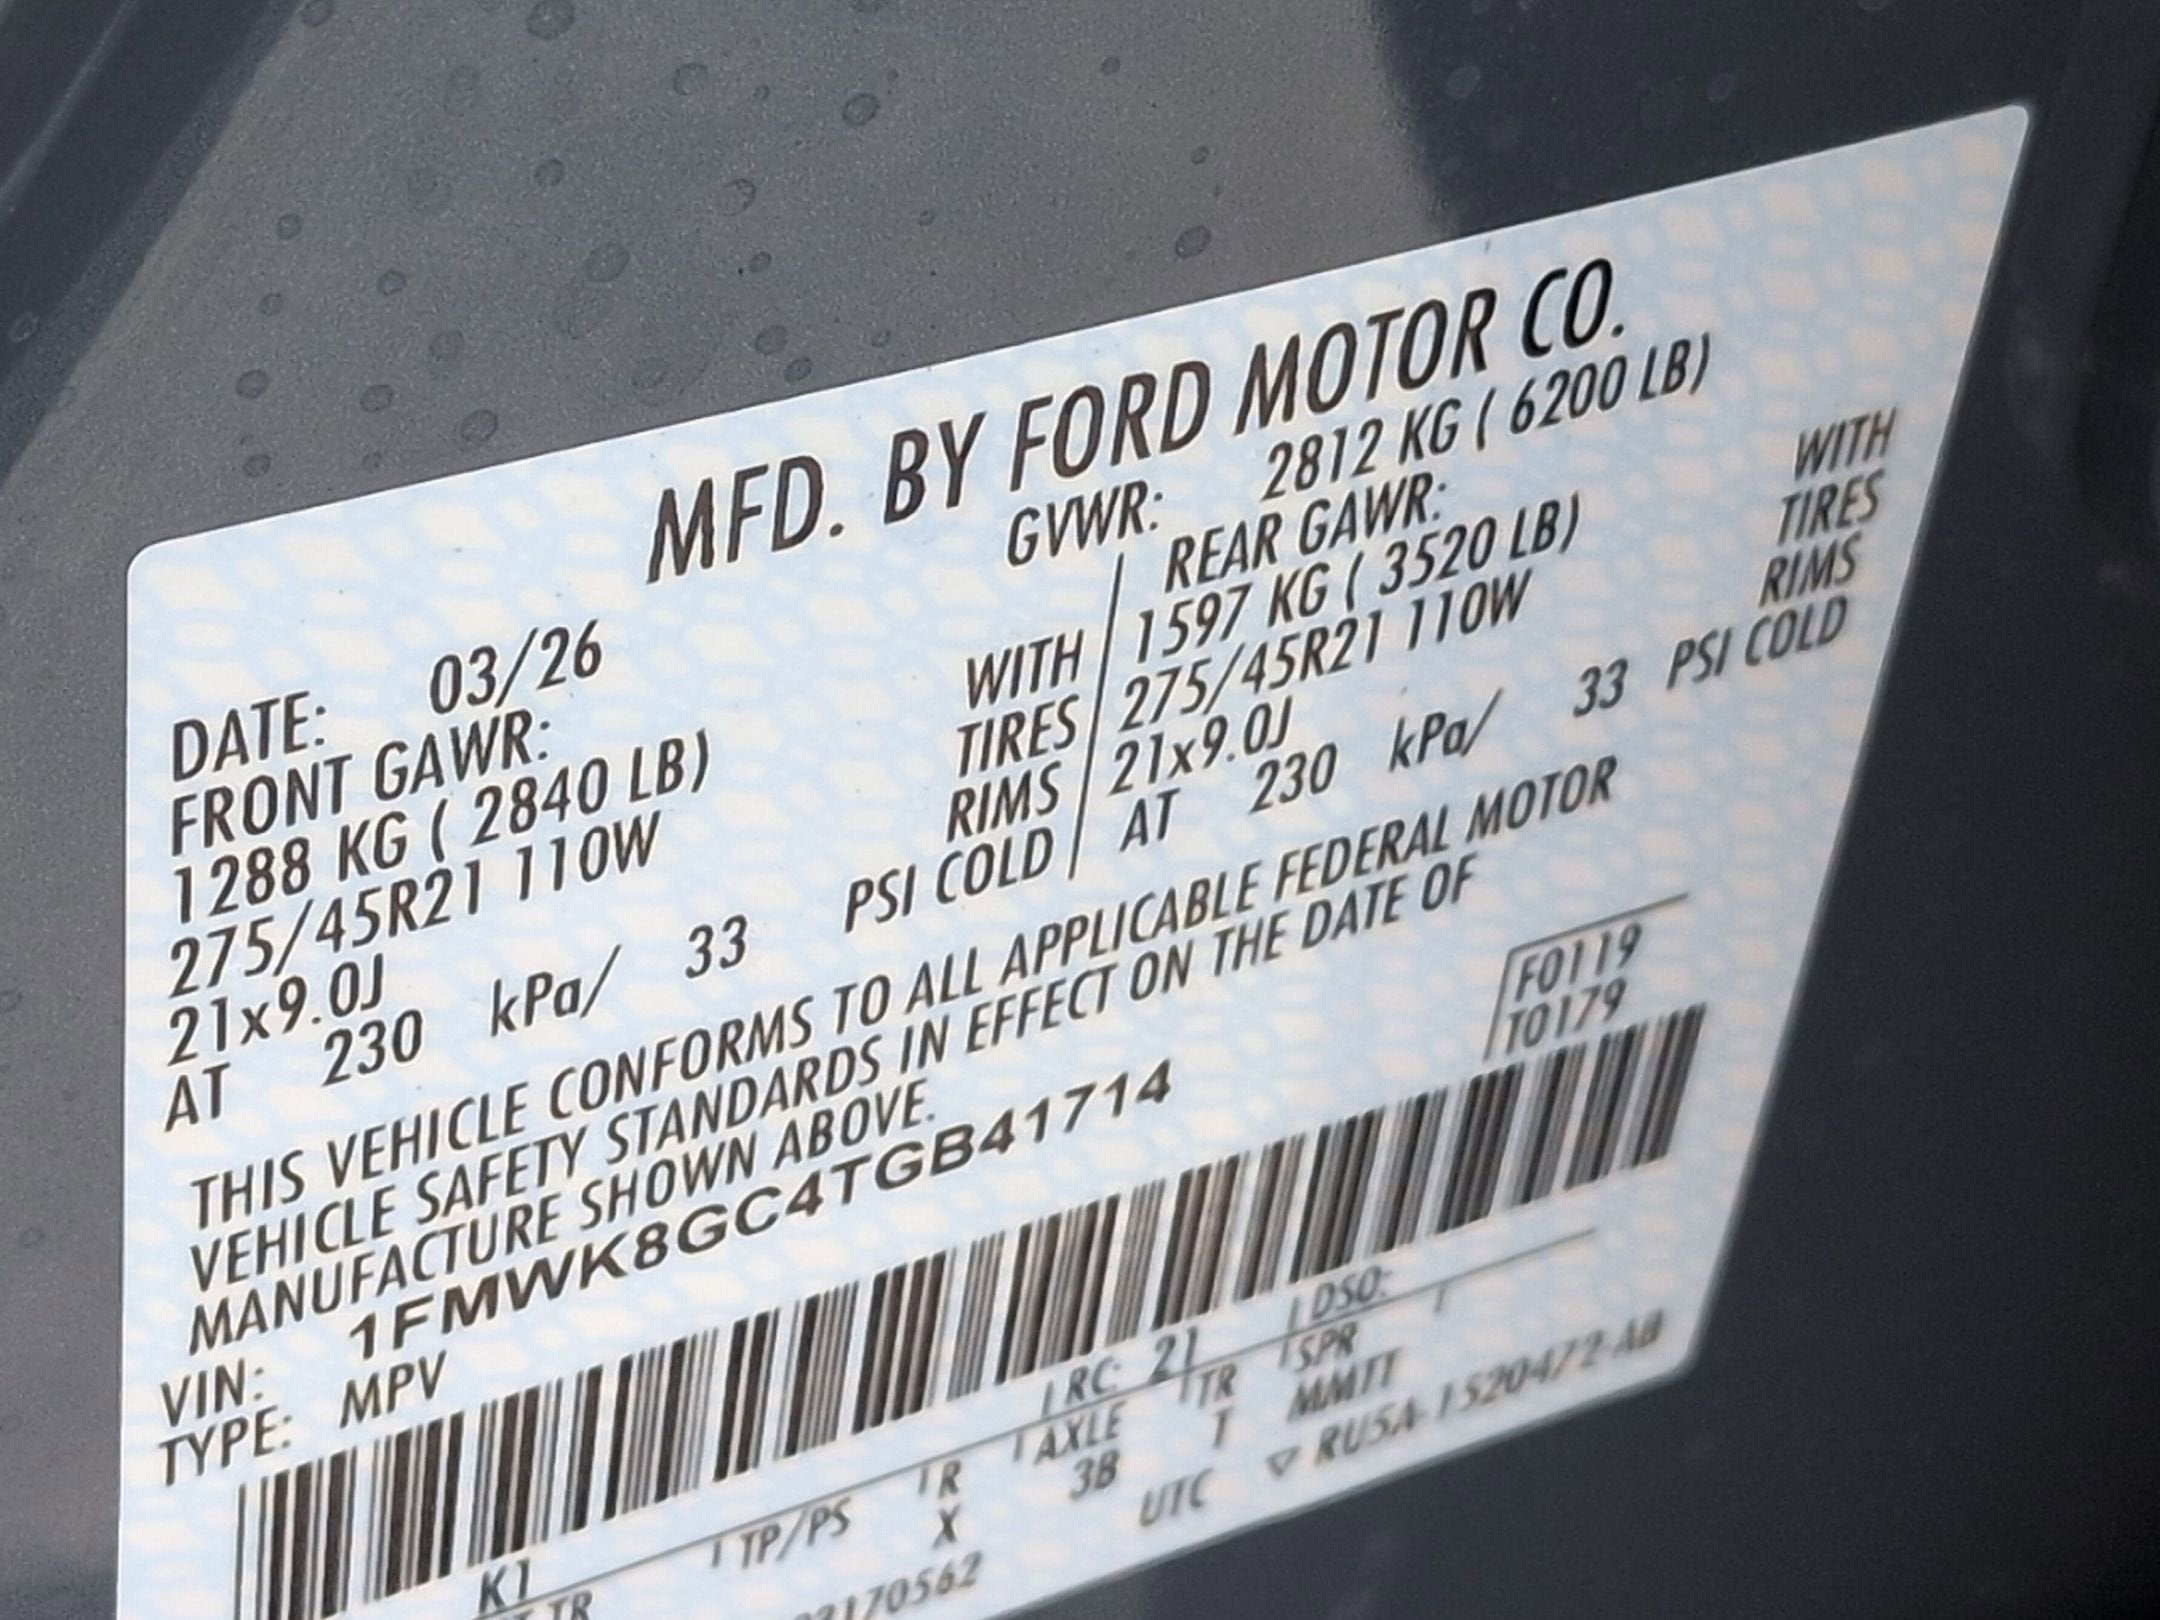 MFD. BY FORD MOTOR CO.
DATE: 03/26 GVWR: 2812 KG ( 6200 LB)
FRONT GAWR: REAR GAWR:
1288 KG ( 2840 LB) WITH 1597 KG ( 3520 LB) WITH
275/45R21 110W TIRES 275/45R21 110W TIRES
21x9.0J RIMS 21x9.0J RIMS
AT 230 kPa/ 33 PSI COLD AT 230 kPa/ 33 PSI COLD
THIS VEHICLE CONFORMS TO ALL APPLICABLE FEDERAL MOTOR
VEHICLE SAFETY STANDARDS IN EFFECT ON THE DATE OF
MANUFACTURE SHOWN ABOVE.
VIN: 1FMWK8GC4TGB41714
F0119
T0179
TYPE: MPV
K1 RC: 21 DSO:
TR TP/PS R AXLE TR SPR
X 3B T MMTT
UTC ▽ RU5A-1520472-AB